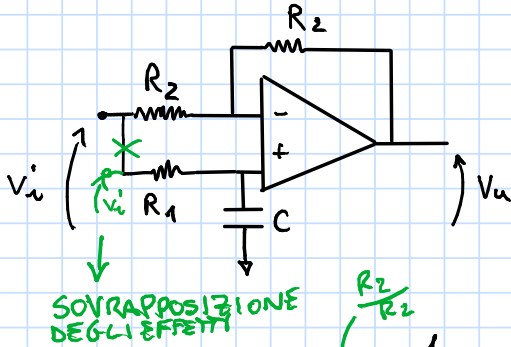 R2
R2
-
+
Vi
Vi
R1
C
Vu
SOVRAPPOSIZIONE
DEGLI EFFETTI
R2
R2